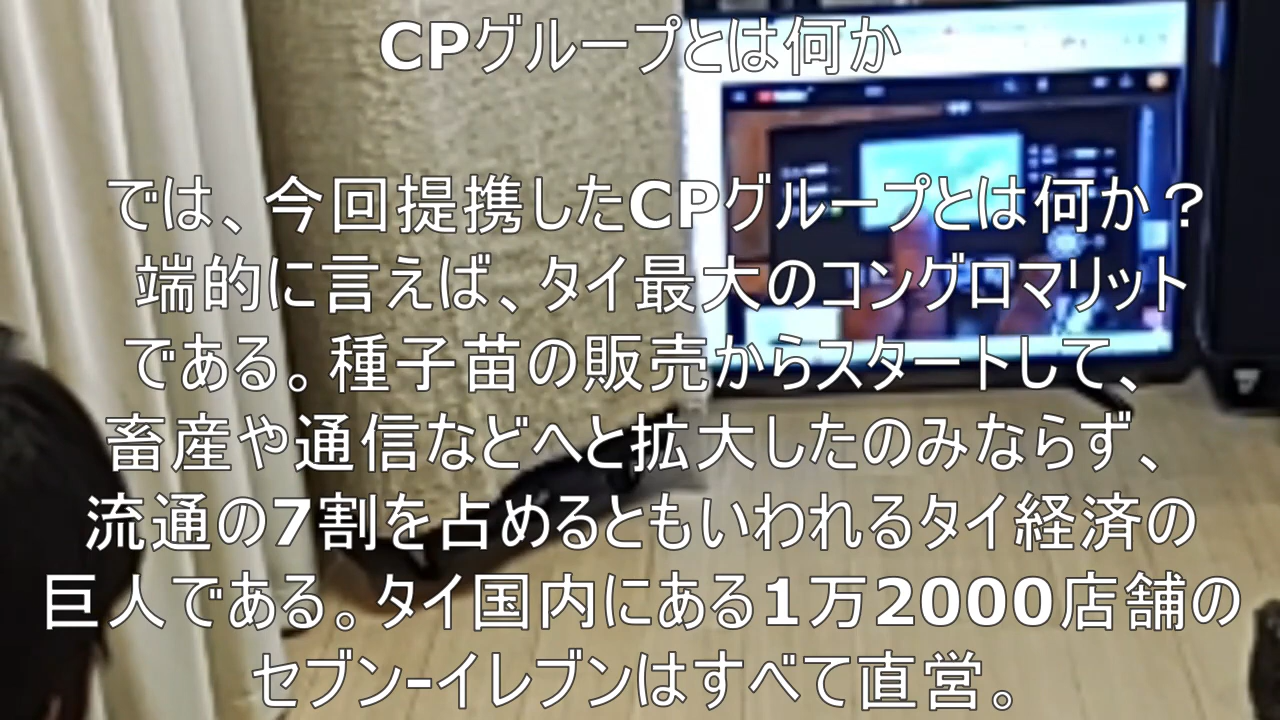 CPグループとは何か
では、今回提携したCPグループとは何か？
端的に言えば、タイ最大のコングロマリット
である。種子苗の販売からスタートして、
畜産や通信などへと拡大したのみならず、
流通の7割を占めるともいわれるタイ経済の
巨人である。タイ国内にある1万2000店舗の
セブン-イレブンはすべて直営。